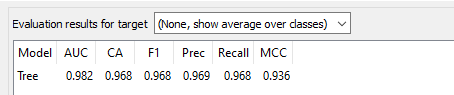 Evaluation results for target (None, show average over classes)
Model AUC CA F1 Prec Recall MCC
Tree 0.982 0.968 0.968 0.969 0.968 0.936